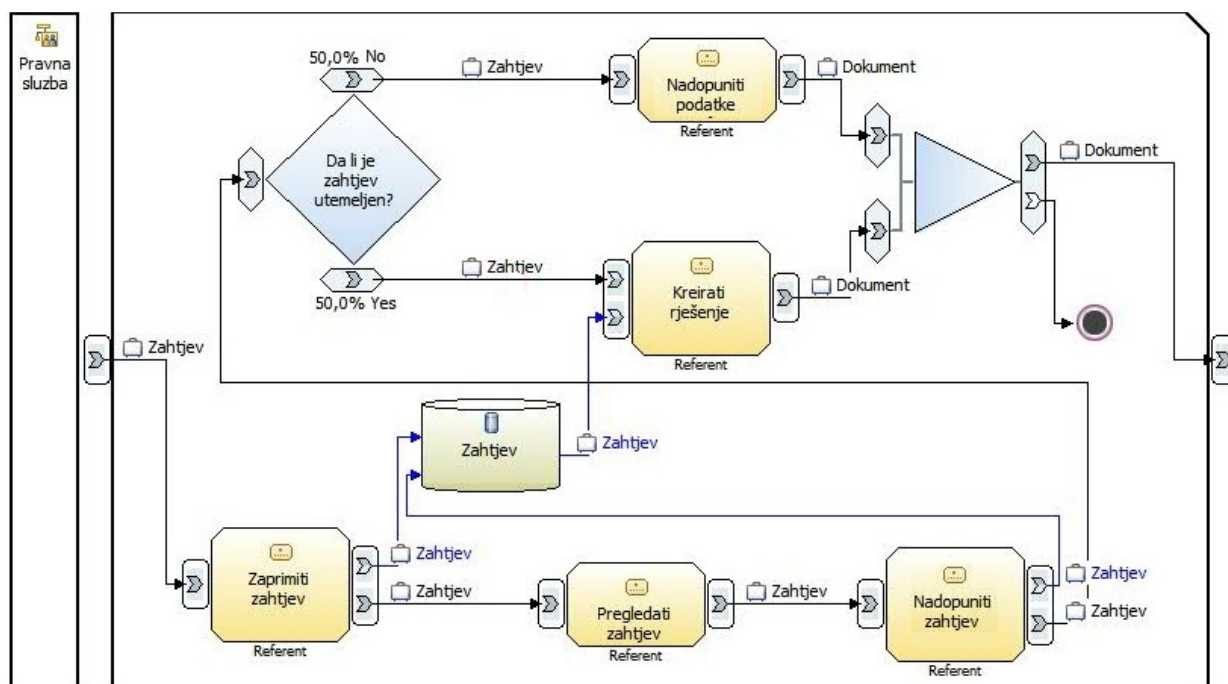 Pravna
sluzba
50,0% No
Zahtjev
Nadopuniti
podatke
Referent
Dokument
Da li je
zahtjev
utemeljen?
Dokument
50,0% Yes
Zahtjev
Kreirati
rješenje
Referent
Dokument
Zahtjev
Zahtjev
Zahtjev
Zaprimiti
zahtjev
Referent
Zahtjev
Zahtjev
Pregledati
zahtjev
Referent
Zahtjev
Nadopuniti
zahtjev
Referent
Zahtjev
Zahtjev